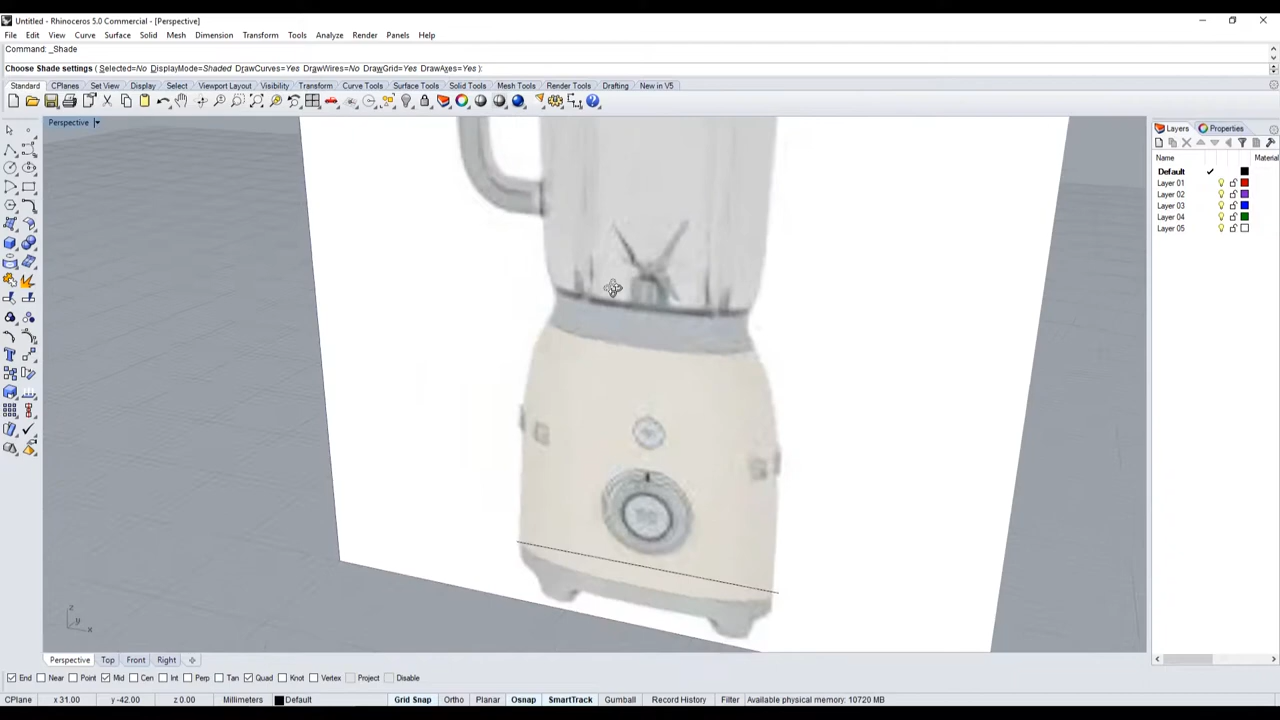 Untitled - Rhinoceros 5.0 Commercial - [Perspective]
File Edit View Curve Surface Solid Mesh Dimension Transform Tools Analyze Render Panels Help
Command: _Shade
Choose Shade settings ( Selected=No DisplayMode=Shaded DrawCurves=Yes DrawWires=No DrawGrid=Yes DrawAxes=Yes ):
Standard CPlanes Set View Display Select Viewport Layout Visibility Transform Curve Tools Surface Tools Solid Tools Mesh Tools Render Tools Drafting New in V5
Perspective
Layers Properties
Name Material
Default
Layer 01
Layer 02
Layer 03
Layer 04
Layer 05
z
y
x
Perspective Top Front Right
End Near Point Mid Cen Int Perp Tan Quad Knot Vertex Project Disable
CPlane x 31.00 y -42.00 z 0.00 Millimeters Default Grid Snap Ortho Planar Osnap SmartTrack Gumball Record History Filter Available physical memory: 10720 MB